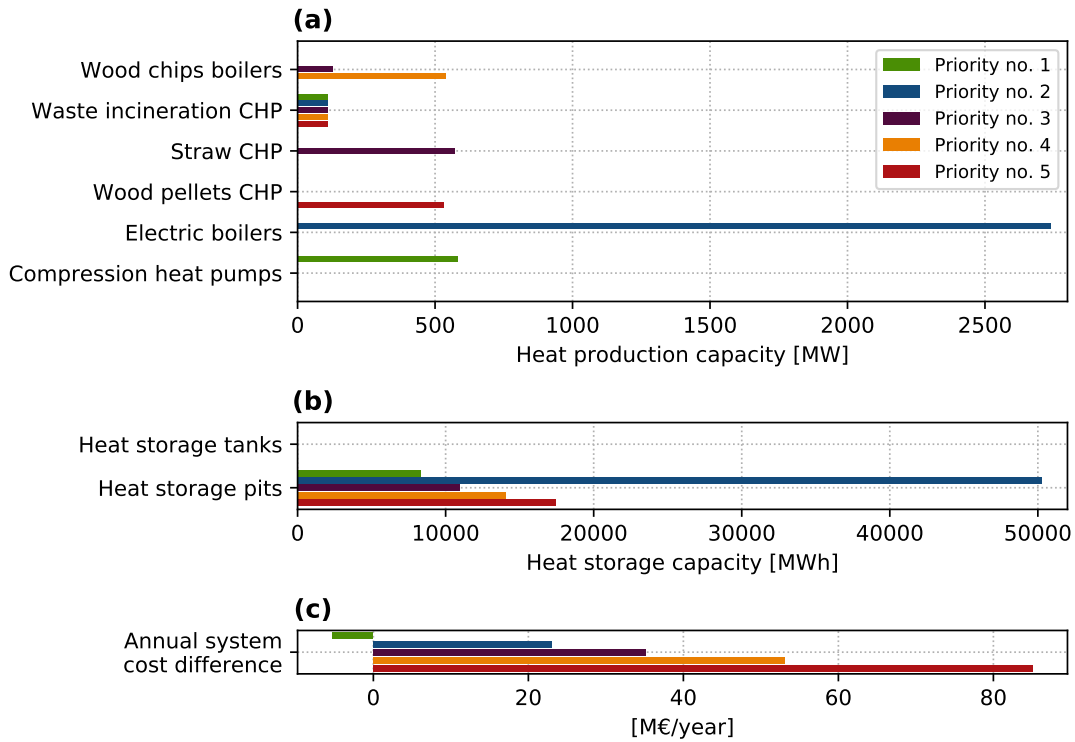 (a)
Wood chips boilers
Waste incineration CHP
Straw CHP
Wood pellets CHP
Electric boilers
Compression heat pumps
Priority no. 1
Priority no. 2
Priority no. 3
Priority no. 4
Priority no. 5
0 500 1000 1500 2000 2500
Heat production capacity [MW]
(b)
Heat storage tanks
Heat storage pits
0 10000 20000 30000 40000 50000
Heat storage capacity [MWh]
(c)
Annual system
cost difference
0 20 40 60 80
[M€/year]